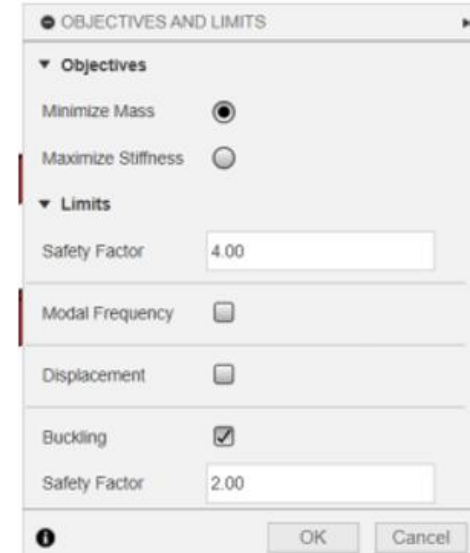 OBJECTIVES AND LIMITS
Objectives
Minimize Mass
Maximize Stiffness
Limits
Safety Factor 4.00
Modal Frequency
Displacement
Buckling
Safety Factor 2.00
OK Cancel